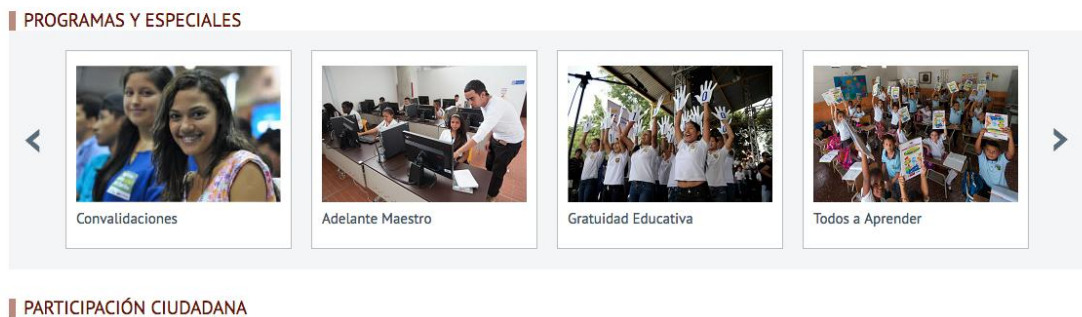 PROGRAMAS Y ESPECIALES
Convalidaciones
Adelante Maestro
Gratuidad Educativa
Todos a Aprender
PARTICIPACIÓN CIUDADANA